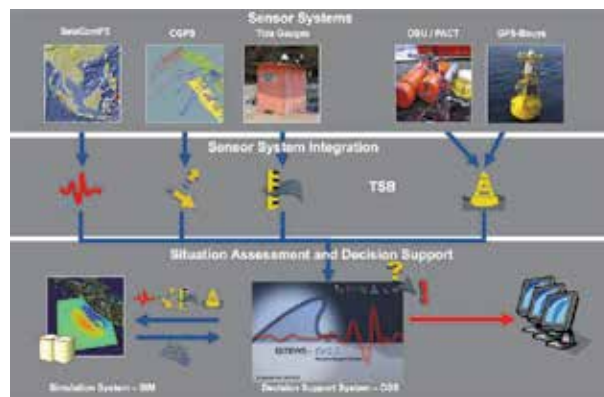 Sensor Systems
SeisComP3
CGPS
Tide Gauges
OBU / PACT
GPS-Buoys
Sensor System Integration
TSB
Situation Assessment and Decision Support
?
!
GITEWS –
Simulation System – SIM
Decision Support System – DSS